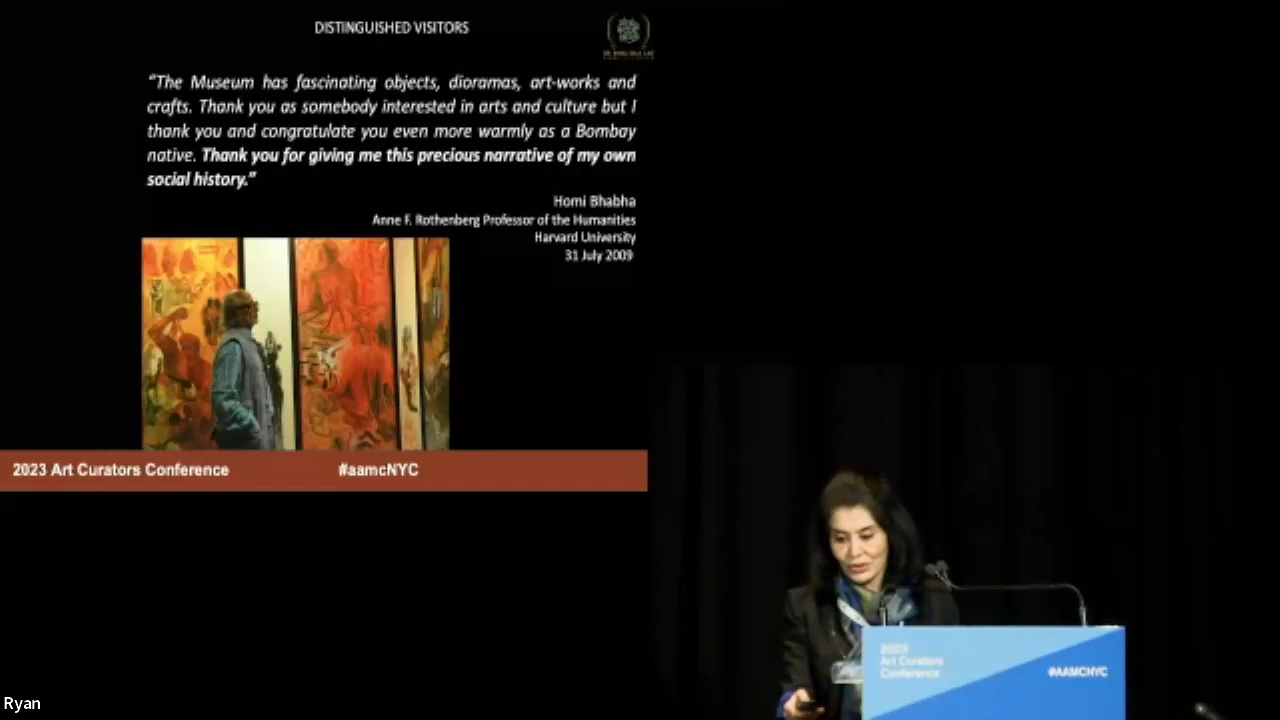 DISTINGUISHED VISITORS
"The Museum has fascinating objects, dioramas, art-works and
crafts. Thank you as somebody interested in arts and culture but I
thank you and congratulate you even more warmly as a Bombay
native. Thank you for giving me this precious narrative of my own
social history."
Homi Bhabha
Anne F. Rothenberg Professor of the Humanities
Harvard University
31 July 2009
2023 Art Curators Conference #aamcNYC
2023
Art Curators
Conference
#AAMCNYC
Ryan